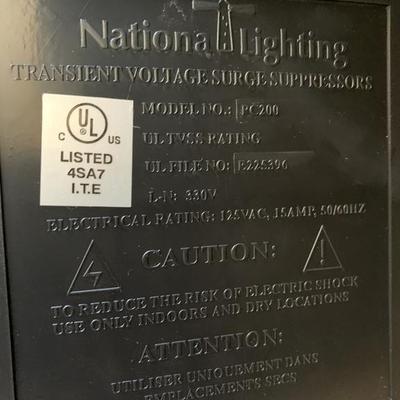 National Lighting
TRANSIENT VOLTAGE SURGE SUPPRESSORS
MODEL NO.: PC200
UL TVSS RATING
UL FILE NO: E225396
L-N: 330V
ELECTRICAL RATING: 125VAC, 15AMP, 50/60HZ
C UL US
LISTED
4SA7
I.T.E
CAUTION:
TO REDUCE THE RISK OF ELECTRIC SHOCK
USE ONLY INDOORS AND DRY LOCATIONS
ATTENTION:
UTILISER UNIQUEMENT DANS
EMPLACEMENTS SECS